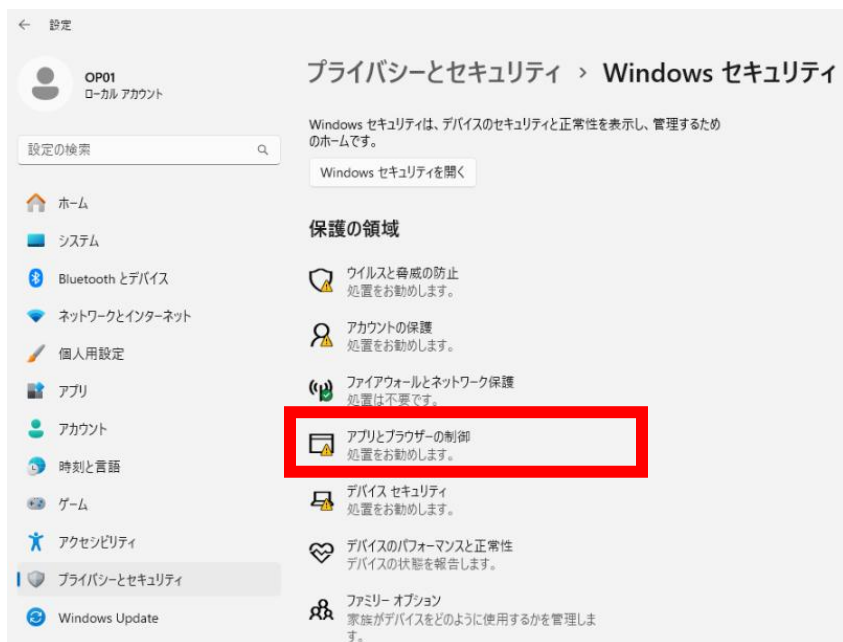 ← 設定
OP01
ローカル アカウント
設定の検索
ホーム
システム
Bluetooth とデバイス
ネットワークとインターネット
個人用設定
アプリ
アカウント
時刻と言語
ゲーム
アクセシビリティ
プライバシーとセキュリティ
Windows Update
プライバシーとセキュリティ › Windows セキュリティ
Windows セキュリティは、デバイスのセキュリティと正常性を表示し、管理するため
のホームです。
Windows セキュリティを開く
保護の領域
ウイルスと脅威の防止
処置をお勧めします。
アカウントの保護
処置をお勧めします。
ファイアウォールとネットワーク保護
処置は不要です。
アプリとブラウザーの制御
処置をお勧めします。
デバイス セキュリティ
処置をお勧めします。
デバイスのパフォーマンスと正常性
デバイスの状態を報告します。
ファミリー オプション
家族がデバイスをどのように使用するかを管理しま
す。